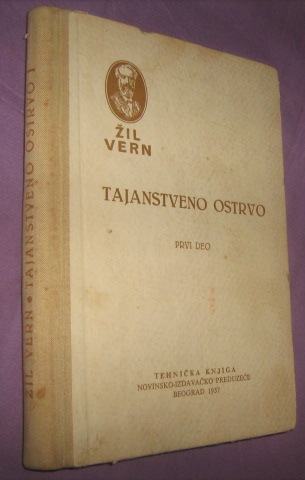 ŽIL
VERN
TAJANSTVENO OSTRVO
PRVI DEO
TEHNIČKA KNJIGA
NOVINSKO-IZDAVAČKO PREDUZEĆE
BEOGRAD 1957
ŽIL VERN • TAJANSTVENO OSTRVO I